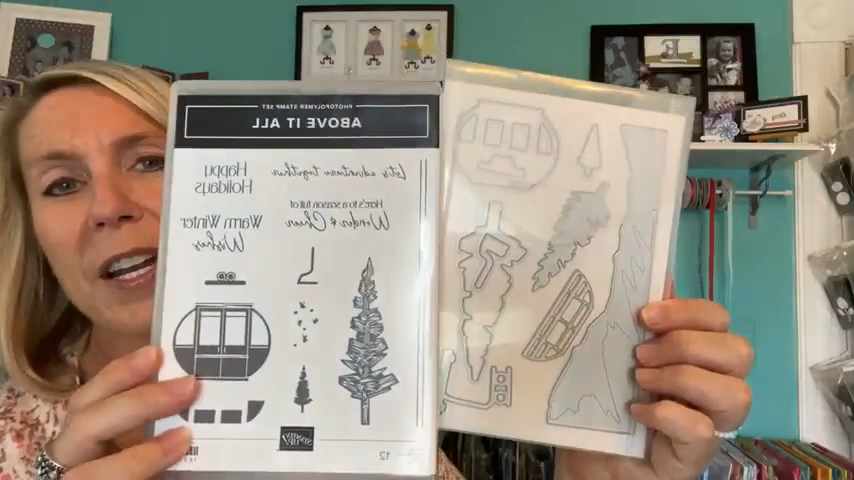 PHOTOPOLYMER STAMP SET
ABOVE IT ALL
Let's adventure together
Happy
Holidays
Here's to a season full of
Wonder & Cheer
Warm Winter
Wishes
STAMPIN' UP!
12